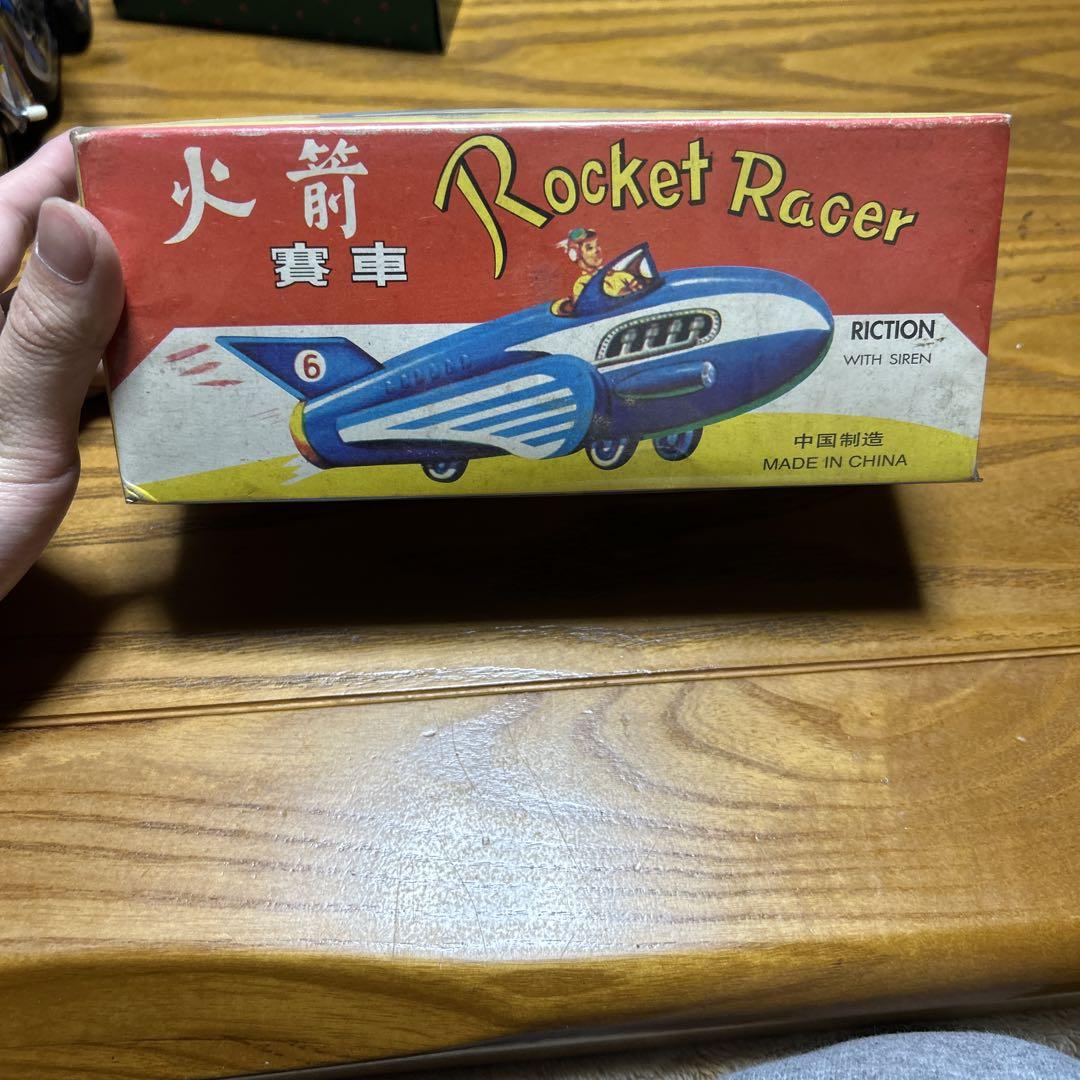 火箭
賽車
Rocket Racer
6
RICTION
WITH SIREN
中国制造
MADE IN CHINA